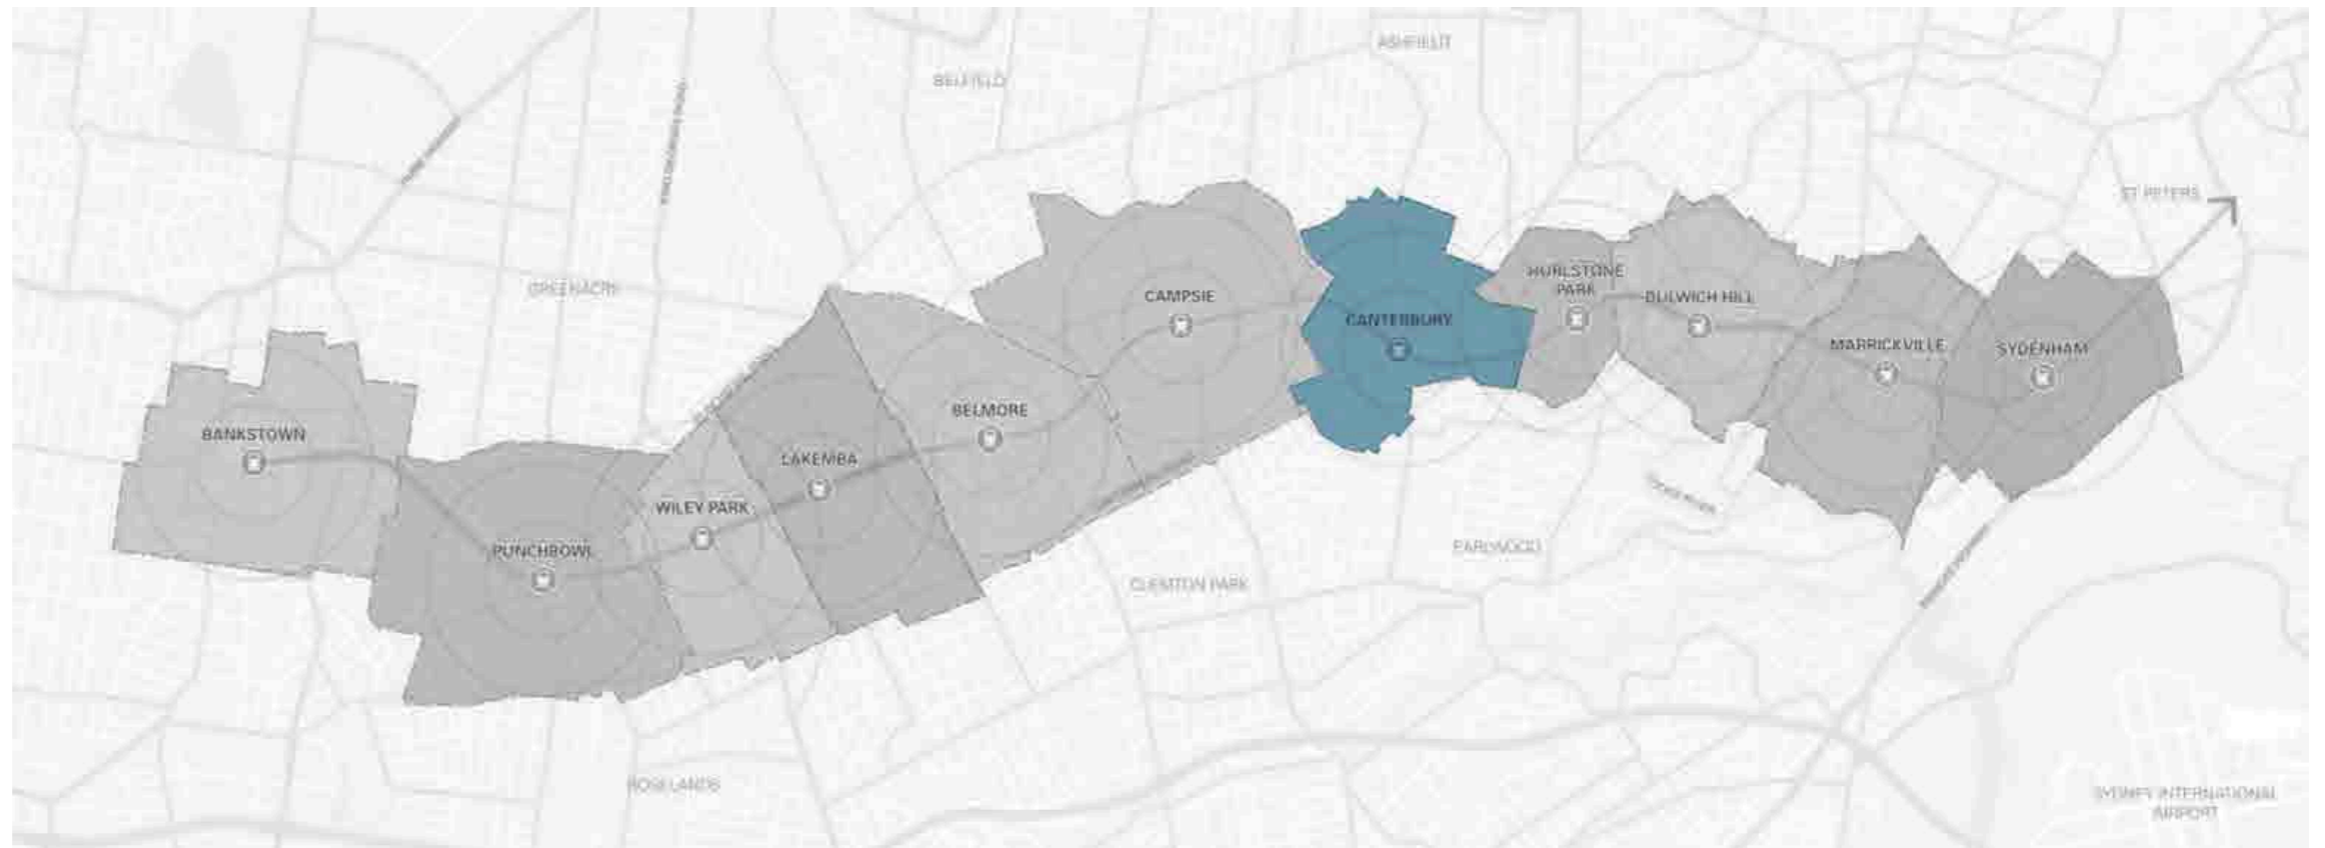 ASHFIELD
BELFIELD
ST PETERS
GREENACRE
CAMPSIE
CANTERBURY
HURLSTONE
PARK
DULWICH HILL
MARRICKVILLE
SYDENHAM
BANKSTOWN
BELMORE
LAKEMBA
WILEY PARK
PUNCHBOWL
EARLWOOD
CLEMTON PARK
ROSELANDS
SYDNEY INTERNATIONAL
AIRPORT